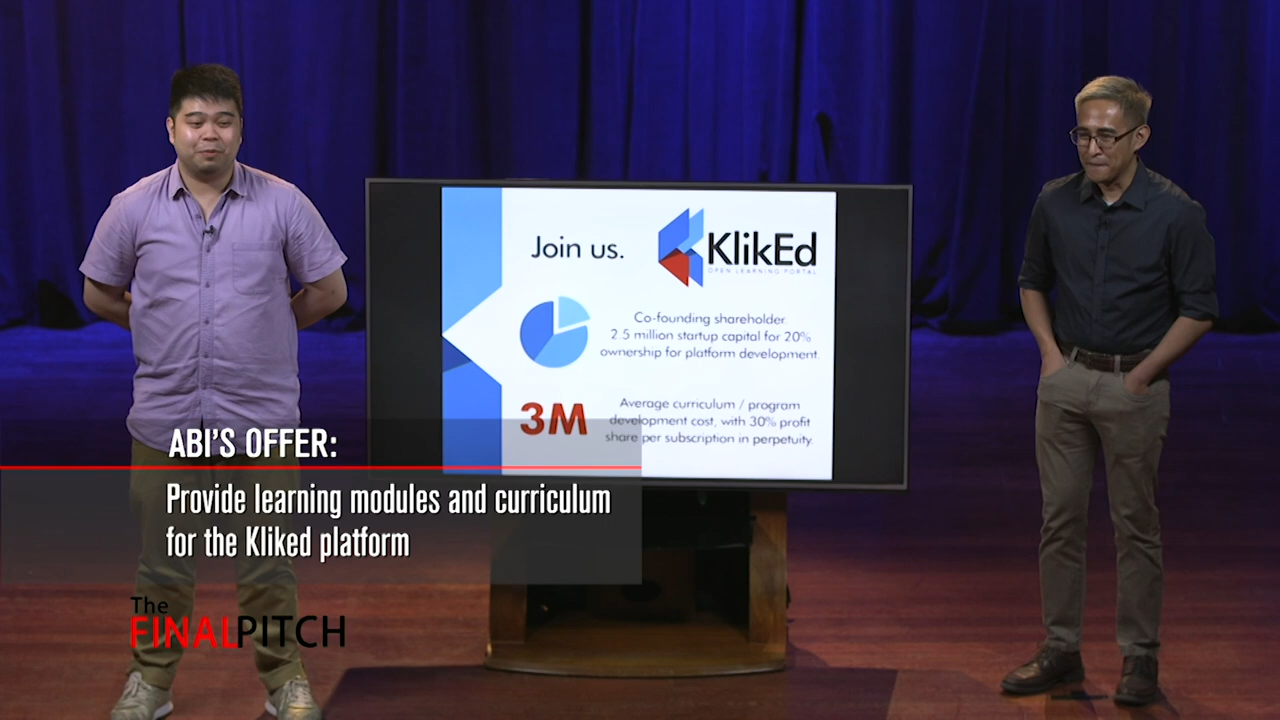 Join us.
KlikEd
OPEN LEARNING PORTAL
Co-founding shareholder
2.5 million startup capital for 20%
ownership for platform development.
3M
Average curriculum / program
development cost, with 30% profit
share per subscription in perpetuity.
ABI'S OFFER:
Provide learning modules and curriculum
for the Kliked platform
The
FINALPITCH